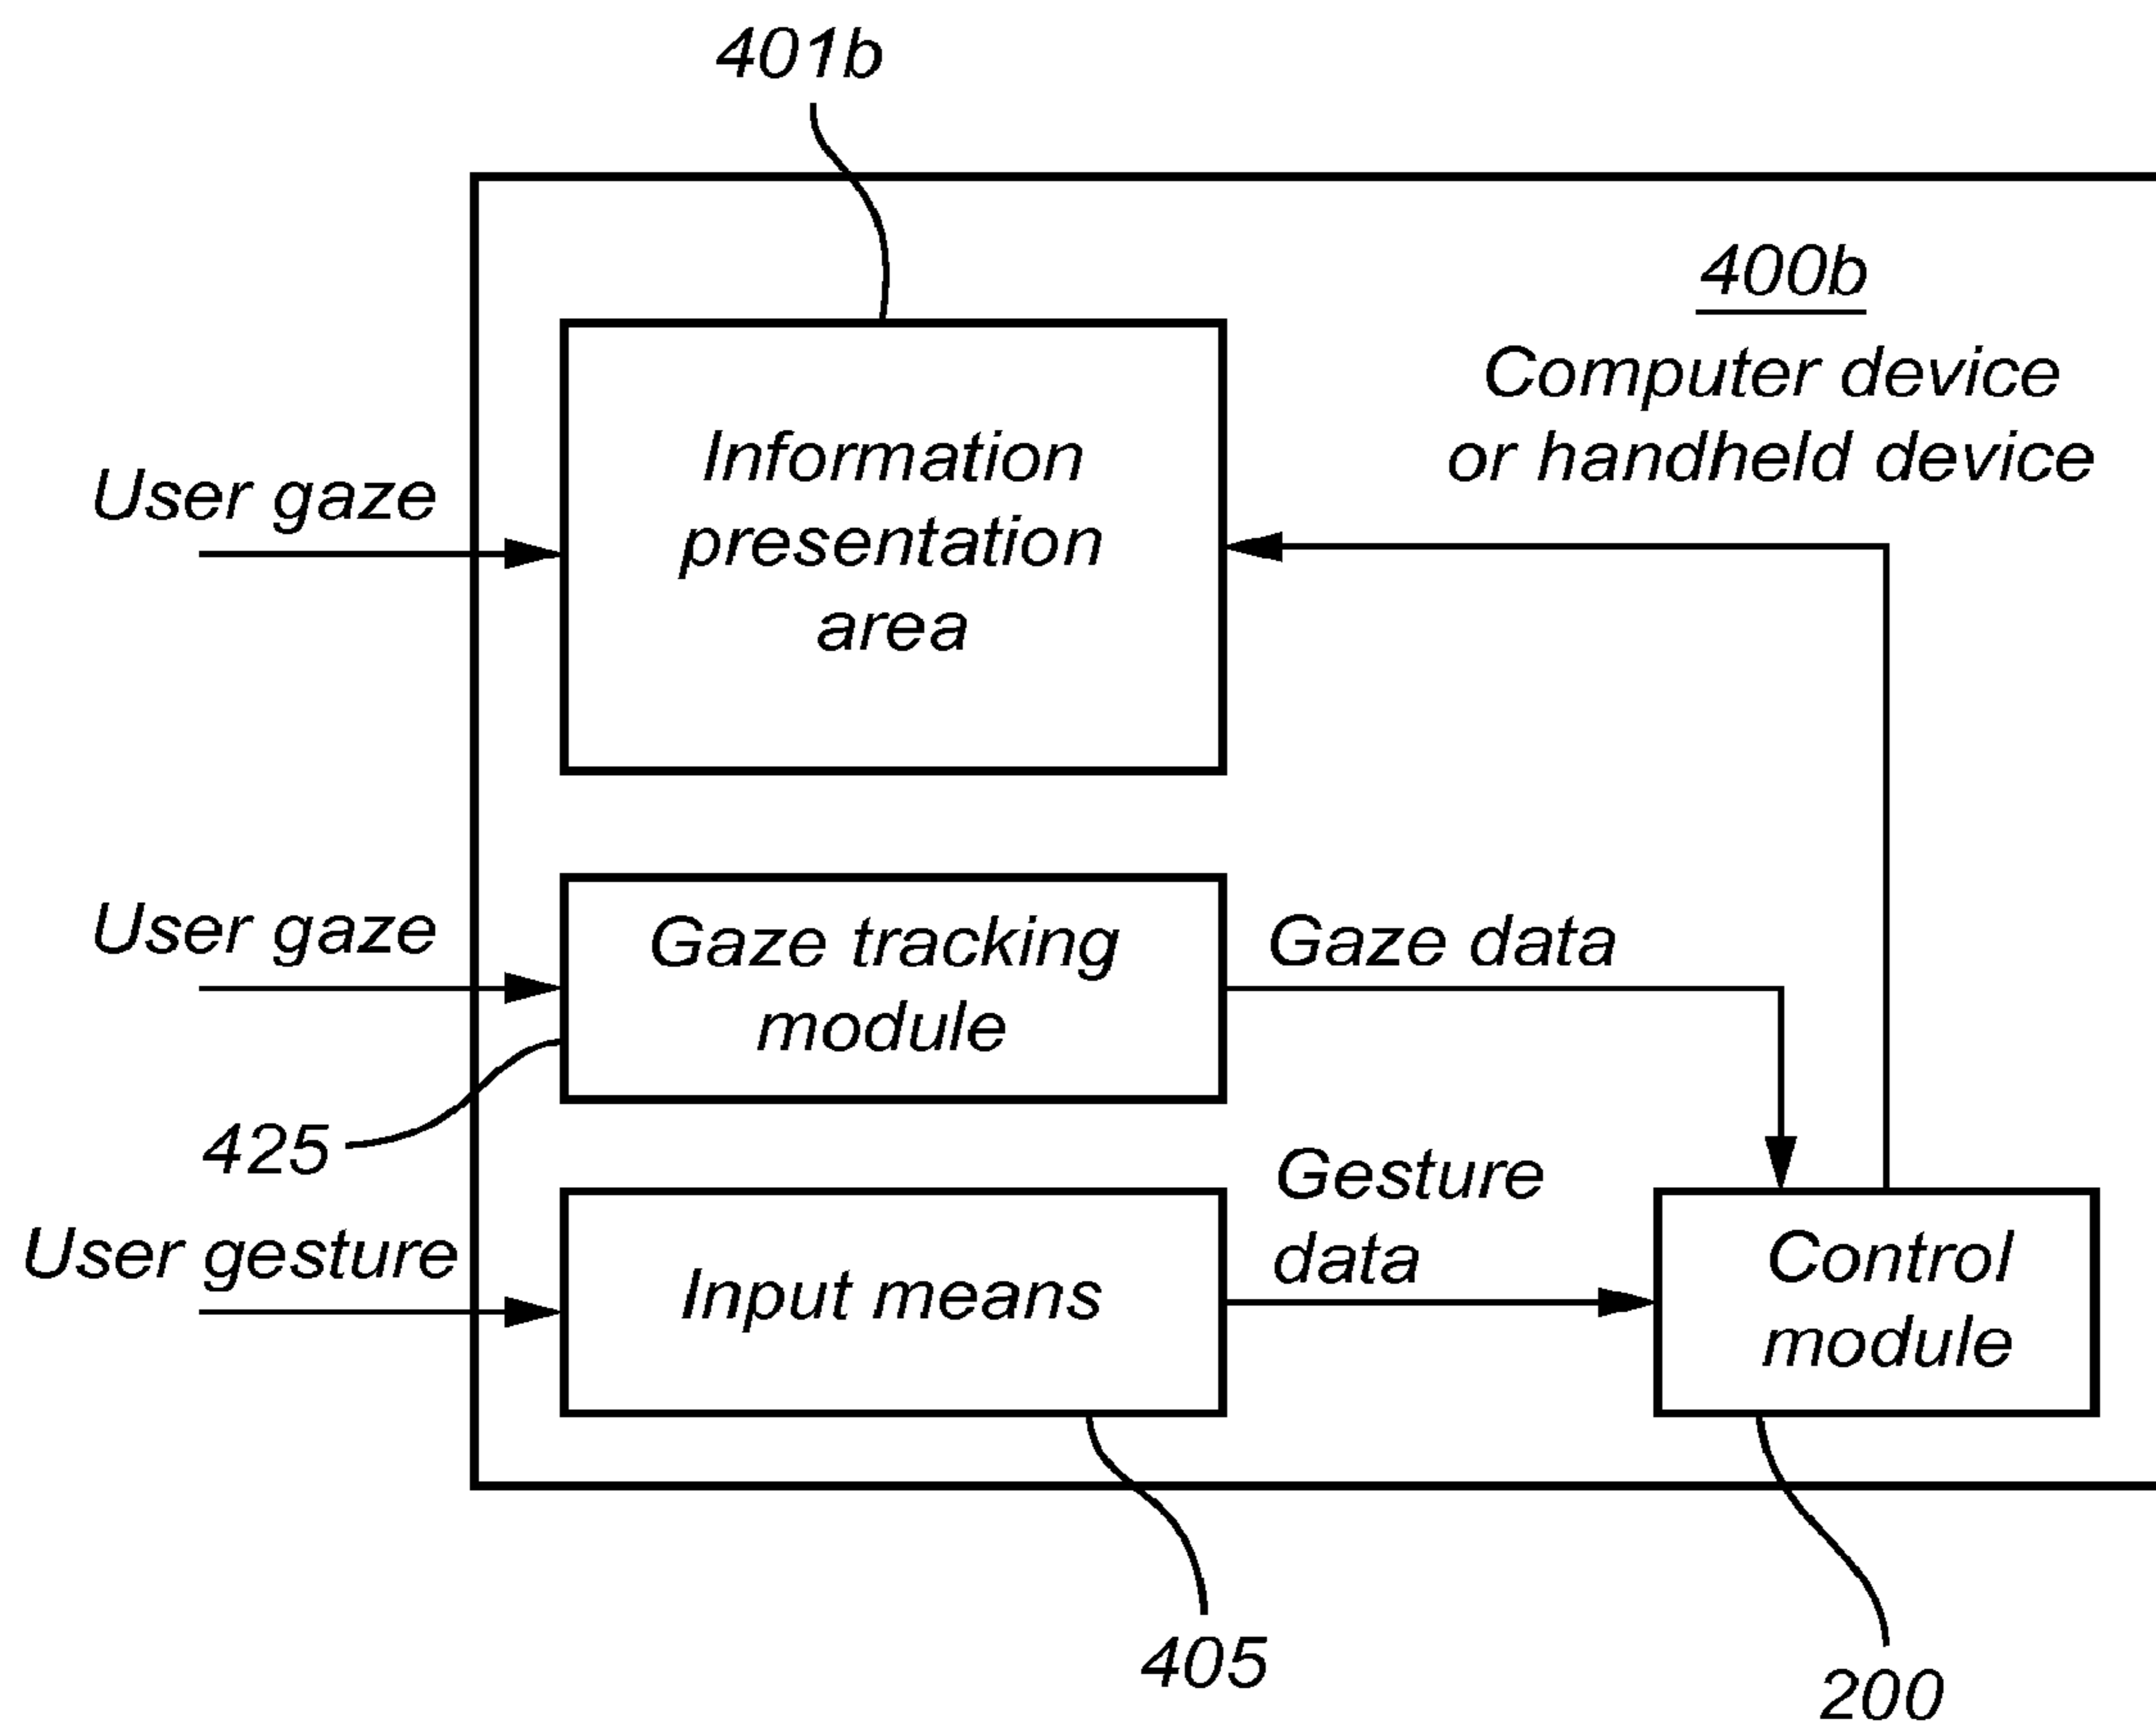 401b
400b
Computer device
or handheld device
Information
presentation
area
User gaze
User gaze
Gaze tracking
module
Gaze data
425
Gesture
data
User gesture
Input means
Control
module
405
200